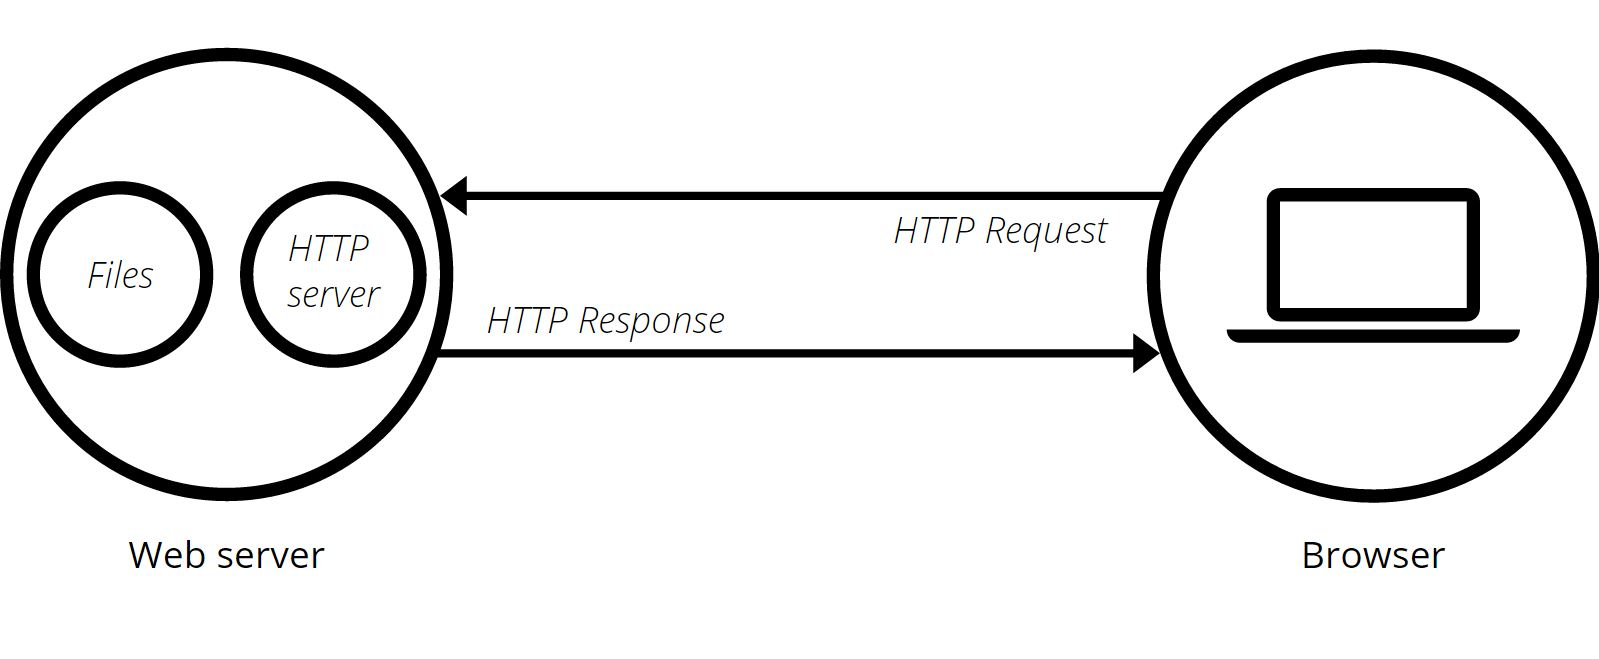 Files
HTTP
server
HTTP Request
HTTP Response
Web server
Browser